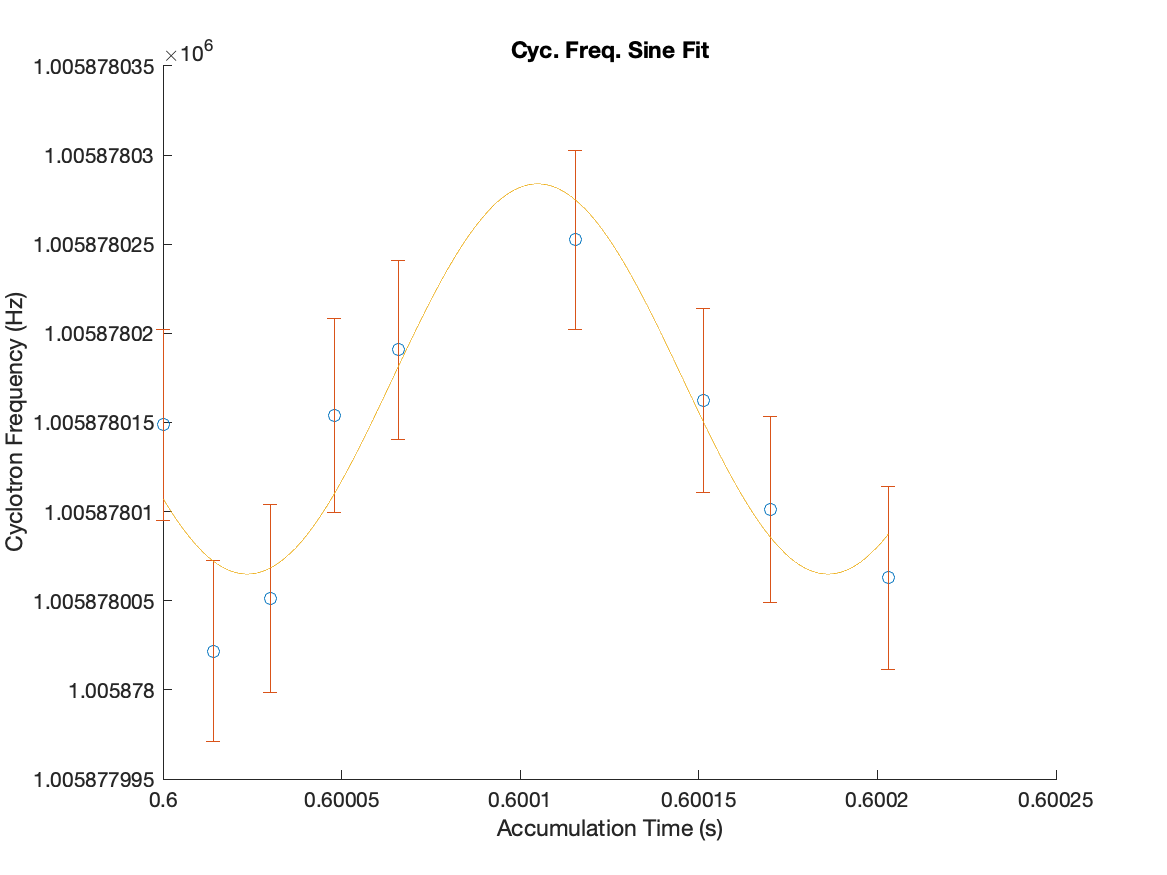 Cyc. Freq. Sine Fit
×10⁶
1.005878035
1.00587803
1.005878025
1.00587802
1.005878015
1.00587801
1.005878005
1.005878
1.005877995
Cyclotron Frequency (Hz)
0.6 0.60005 0.6001 0.60015 0.6002 0.60025
Accumulation Time (s)